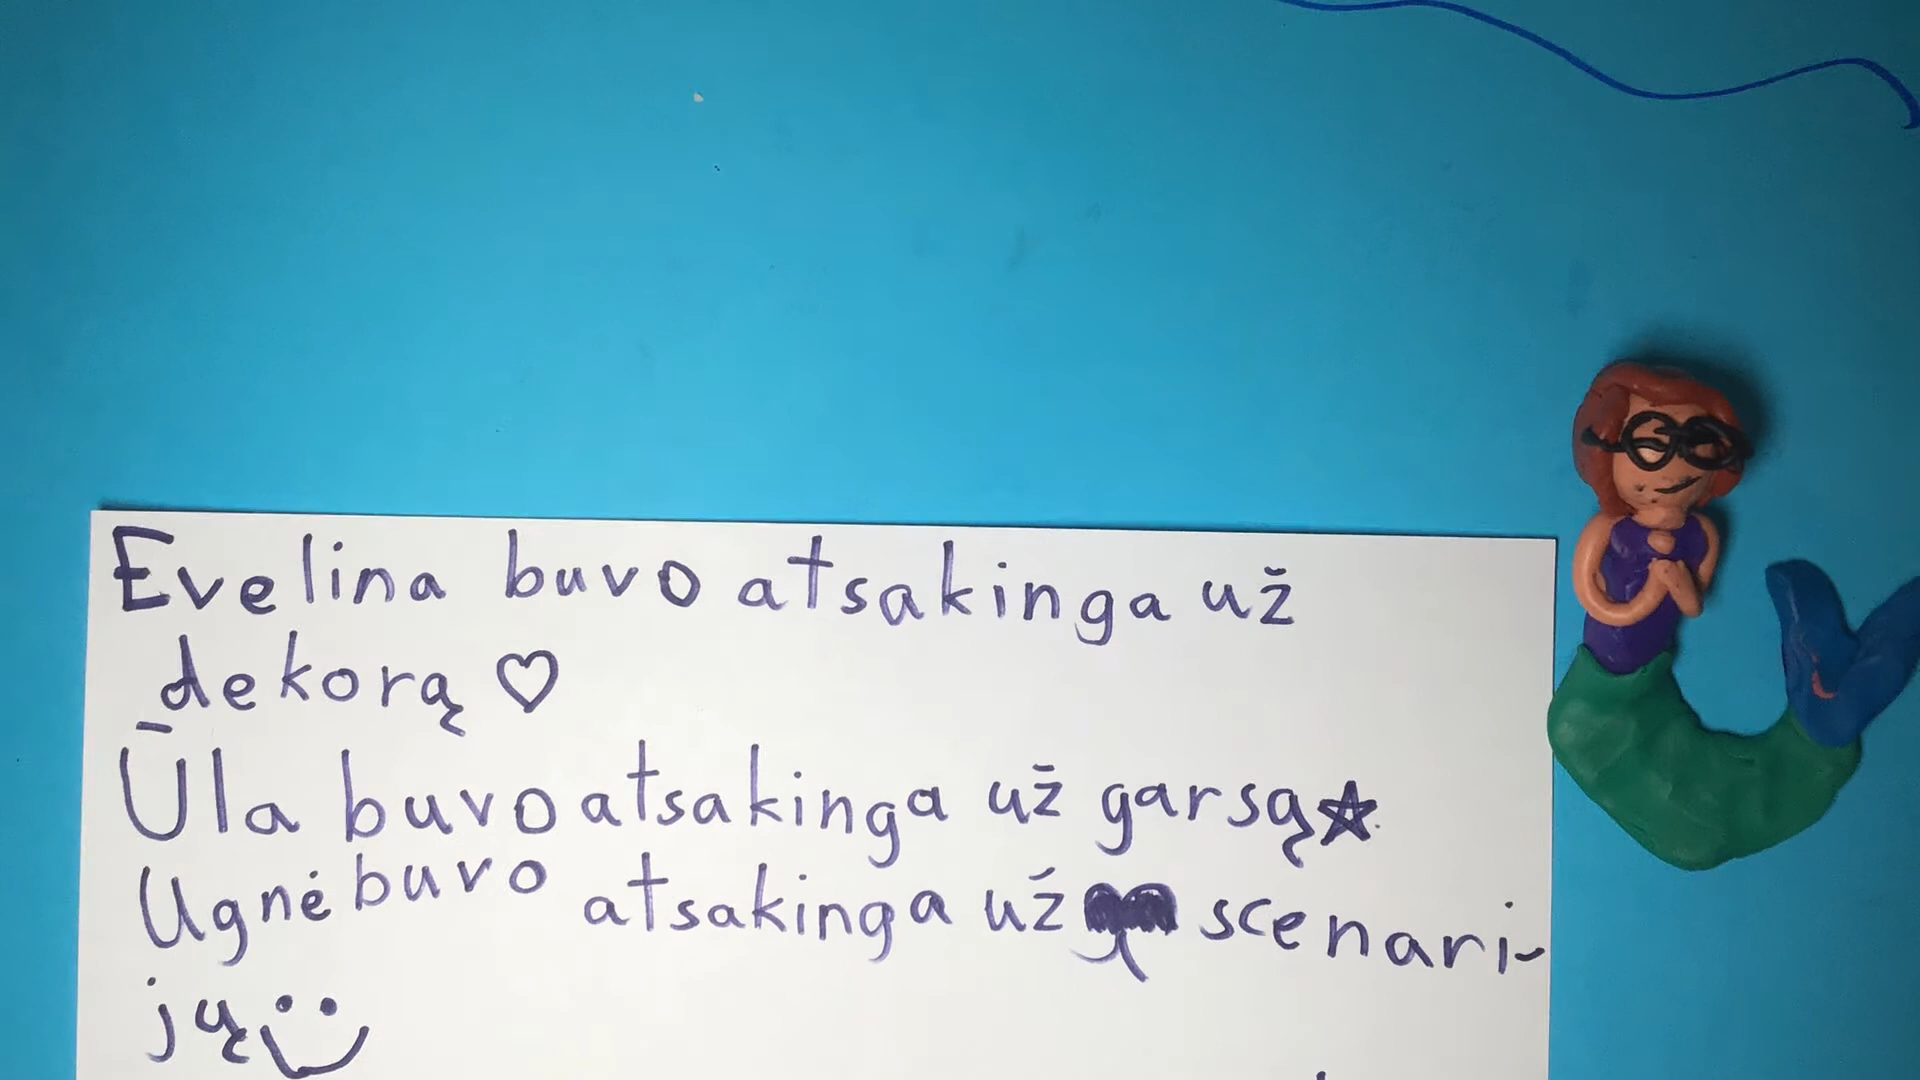 Evelina buvo atsakinga už
dekorą ♡
Ūla buvo atsakinga už garsą☆
Ugnė buvo atsakinga už scenari-
jų